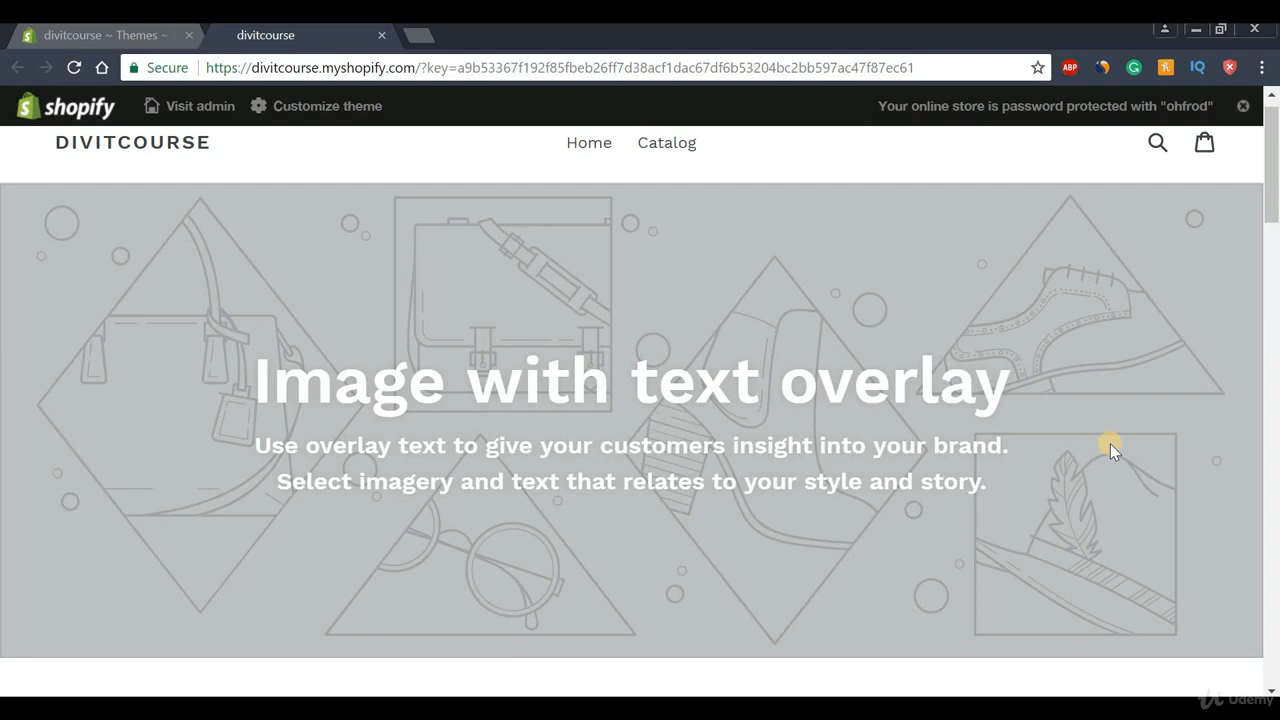 divitcourse ~ Themes ~
divitcourse
Secure
https://divitcourse.myshopify.com/?key=a9b53367f192f85fbeb26ff7d38acf1dac67df6b53204bc2bb597ac47f87ec61
ABP
IQ
shopify
Visit admin
Customize theme
Your online store is password protected with "ohfrod"
DIVITCOURSE
Home
Catalog
Image with text overlay
Use overlay text to give your customers insight into your brand.
Select imagery and text that relates to your style and story.
Udemy